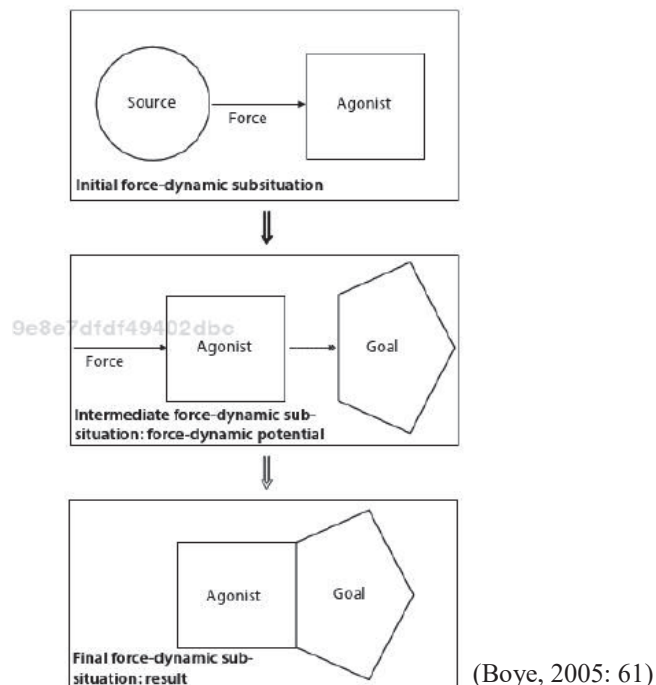 Source
Force
Agonist
Initial force-dynamic subsituation
9e8e7dfdf49402dbc
Force
Agonist
Goal
Intermediate force-dynamic sub-
situation: force-dynamic potential
Agonist
Goal
Final force-dynamic sub-
situation: result
(Boye, 2005: 61)